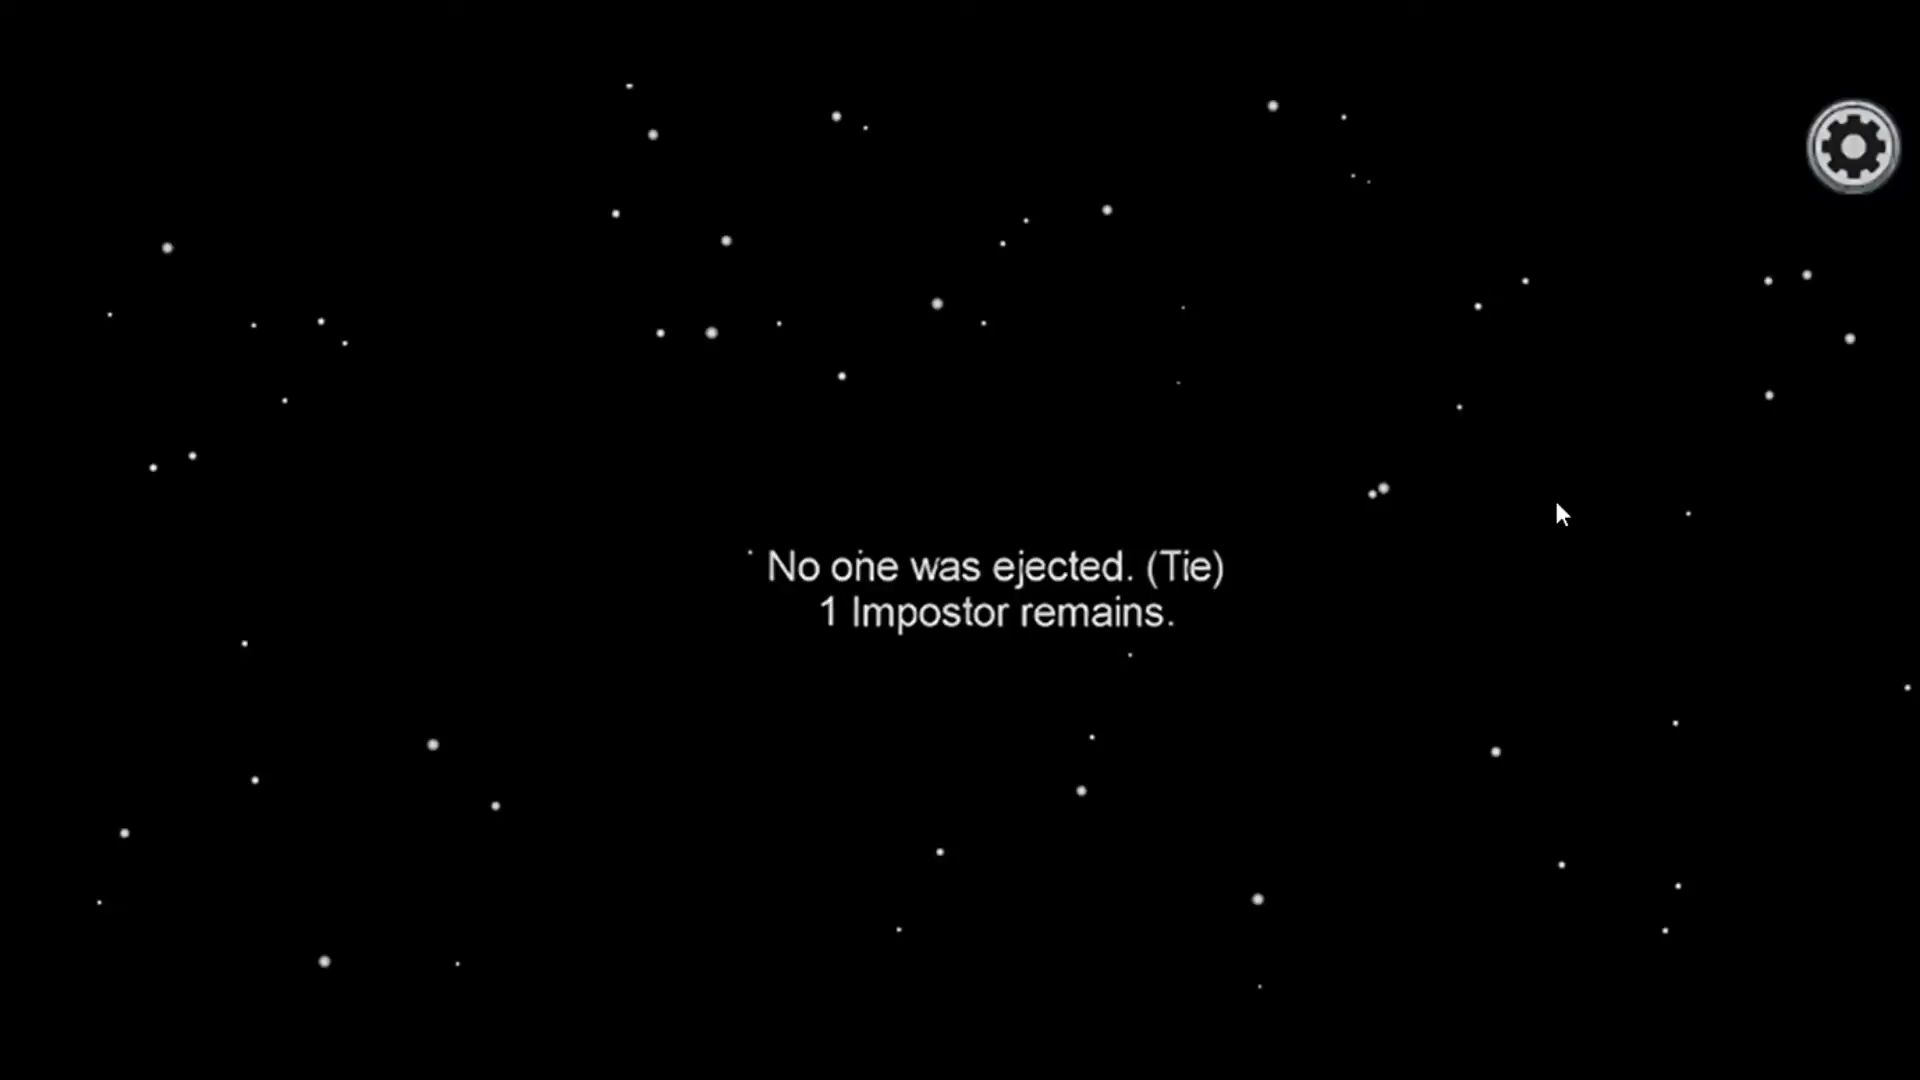 No one was ejected. (Tie)
1 Impostor remains.